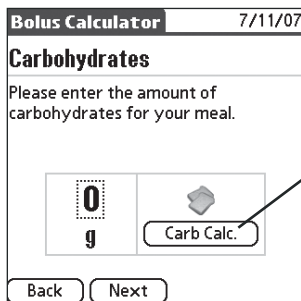 Bolus Calculator 7/11/07
Carbohydrates
Please enter the amount of
carbohydrates for your meal.
0
g
Carb Calc.
Back Next